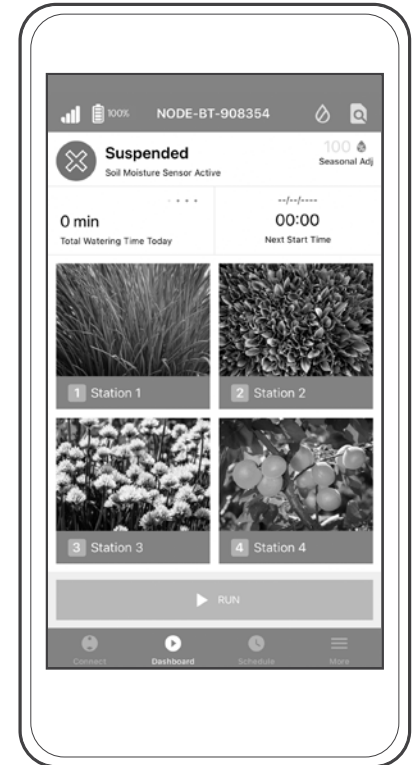 100% NODE-BT-908354
Suspended
Soil Moisture Sensor Active
100
Seasonal Adj
0 min
Total Watering Time Today
--/--/----
00:00
Next Start Time
1 Station 1
2 Station 2
3 Station 3
4 Station 4
RUN
Connect Dashboard Schedule More